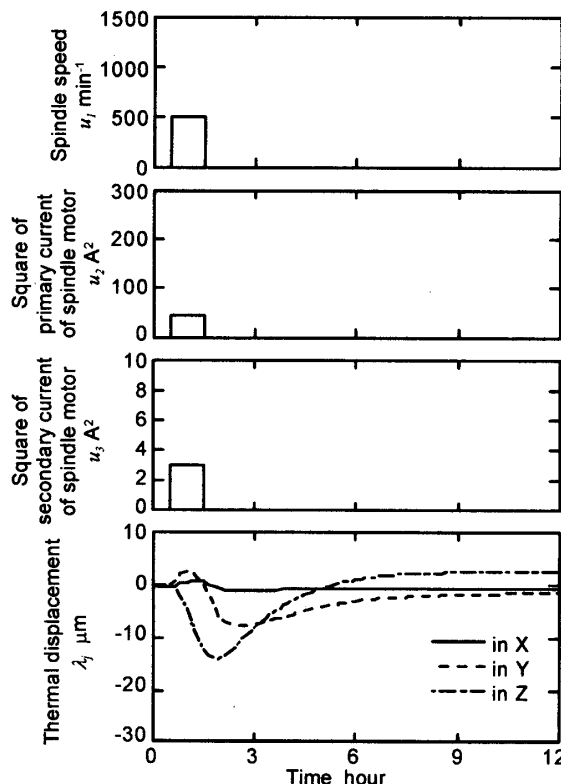 Spindle speed
u₁ min⁻¹
1500
1000
500
0
Square of
primary current
of spindle motor
u₂ A²
300
200
100
0
Square of
secondary current
of spindle motor
u₃ A²
10
8
6
4
2
0
Thermal displacement
λⱼ μm
10
0
-10
-20
-30
in X
in Y
in Z
0
3
6
9
12
Time hour